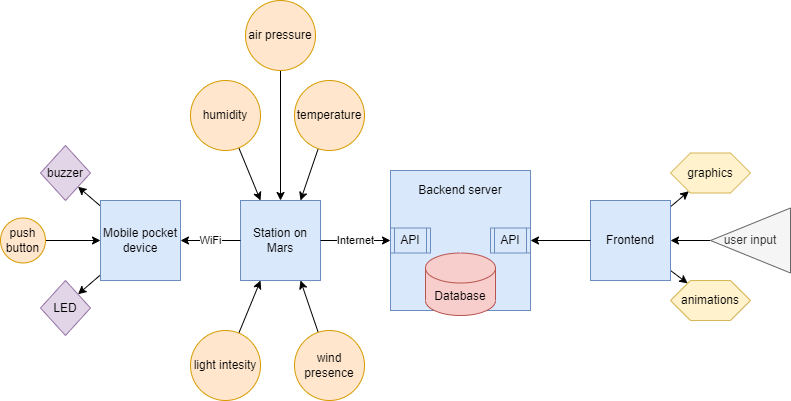 air pressure
humidity
temperature
buzzer
graphics
Backend server
push
button
Mobile pocket
device
WiFi
Station on
Mars
Internet
API
API
Frontend
user input
Database
LED
animations
light intesity
wind
presence